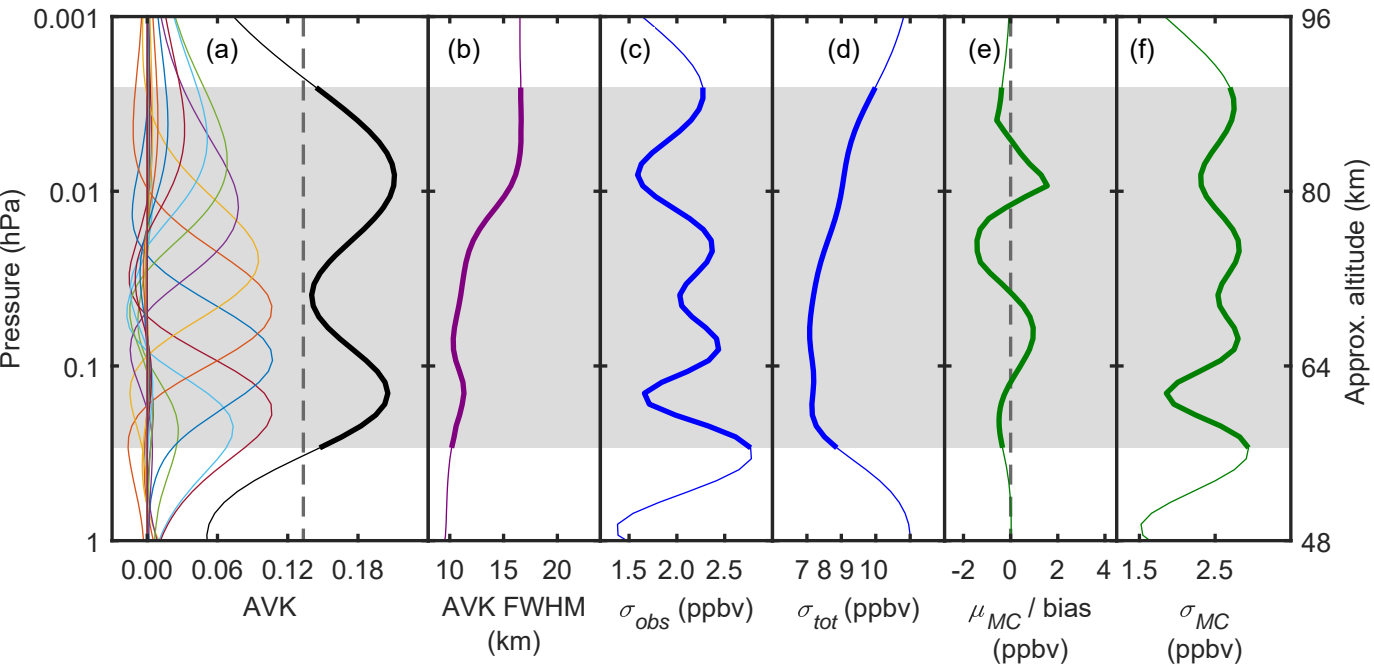 0.001
0.01
0.1
1
Pressure (hPa)
(a)
(b)
(c)
(d)
(e)
(f)
96
80
64
48
Approx. altitude (km)
0.00 0.06 0.12 0.18
AVK
10 15 20
AVK FWHM
(km)
1.5 2.0 2.5
σobs (ppbv)
7 8 9 10
σtot (ppbv)
-2 0 2 4
μMC / bias
(ppbv)
1.5 2.5
σMC
(ppbv)